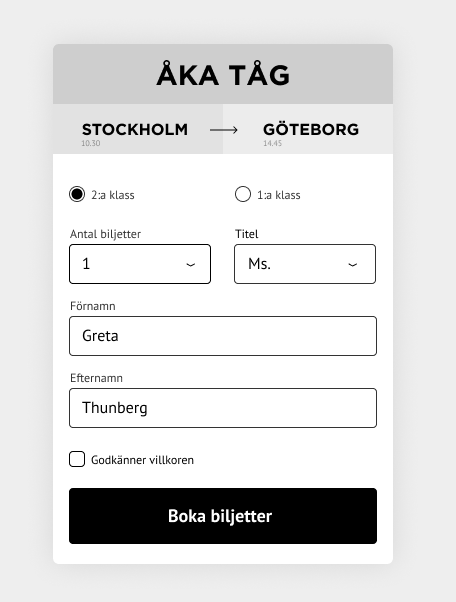 ÅKA TÅG
STOCKHOLM → GÖTEBORG
10.30 14.45
2:a klass 1:a klass
Antal biljetter Titel
1 Ms.
Förnamn
Greta
Efternamn
Thunberg
Godkänner villkoren
Boka biljetter